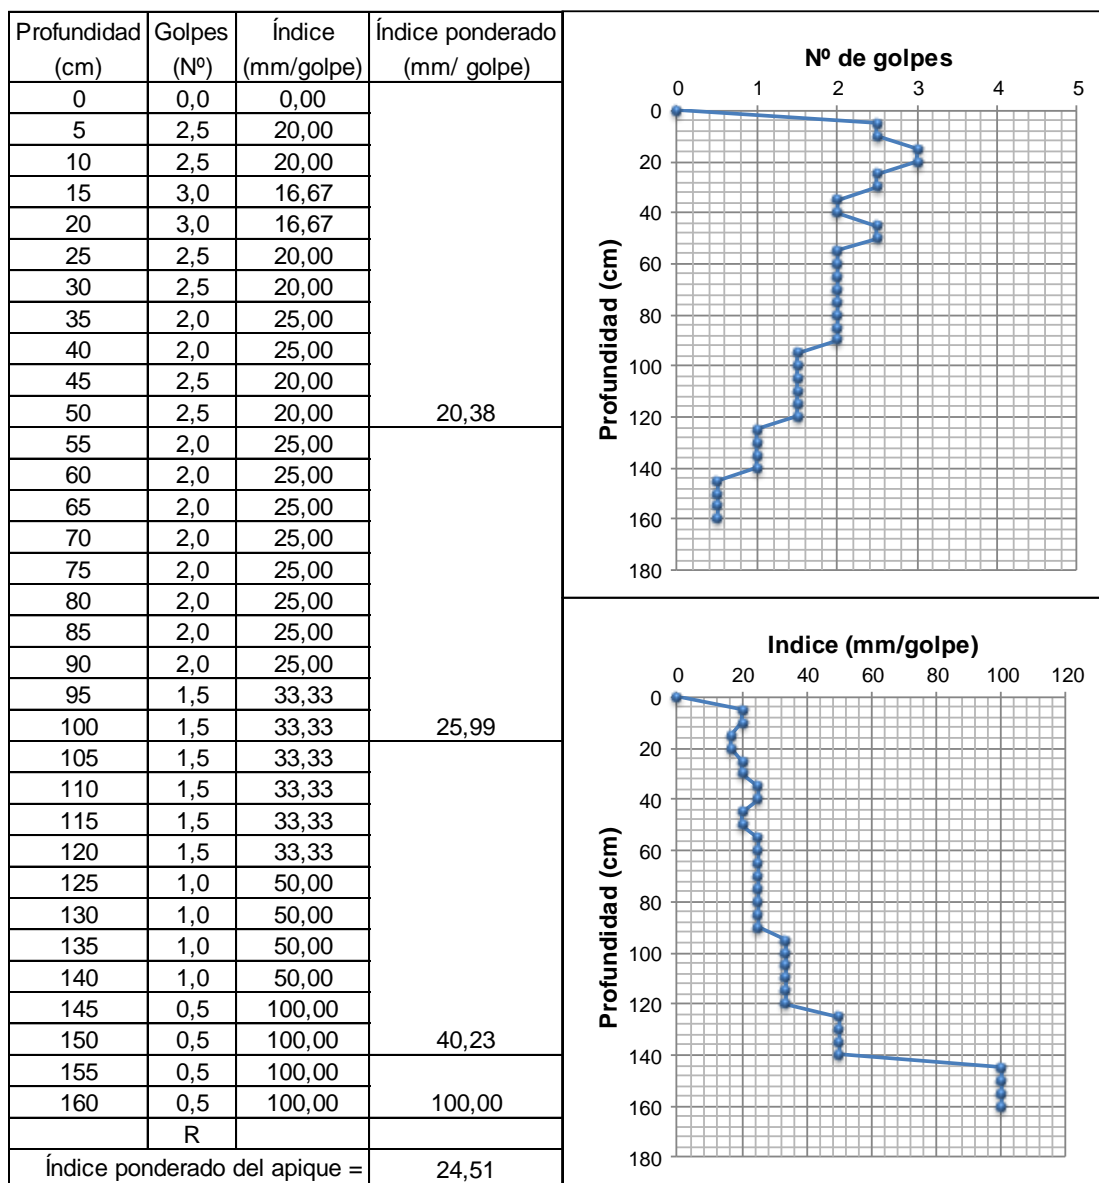 Profundidad Golpes Índice Índice ponderado
(cm) (Nº) (mm/golpe) (mm/ golpe)
0 0,0 0,00
5 2,5 20,00
10 2,5 20,00
15 3,0 16,67
20 3,0 16,67
25 2,5 20,00
30 2,5 20,00
35 2,0 25,00
40 2,0 25,00
45 2,5 20,00
50 2,5 20,00 20,38
55 2,0 25,00
60 2,0 25,00
65 2,0 25,00
70 2,0 25,00
75 2,0 25,00
80 2,0 25,00
85 2,0 25,00
90 2,0 25,00
95 1,5 33,33
100 1,5 33,33 25,99
105 1,5 33,33
110 1,5 33,33
115 1,5 33,33
120 1,5 33,33
125 1,0 50,00
130 1,0 50,00
135 1,0 50,00
140 1,0 50,00
145 0,5 100,00
150 0,5 100,00 40,23
155 0,5 100,00
160 0,5 100,00 100,00
R
Índice ponderado del apique = 24,51
Nº de golpes
0 1 2 3 4 5
0
20
40
60
80
100
120
140
160
180
Profundidad (cm)
Indice (mm/golpe)
0 20 40 60 80 100 120
0
20
40
60
80
100
120
140
160
180
Profundidad (cm)